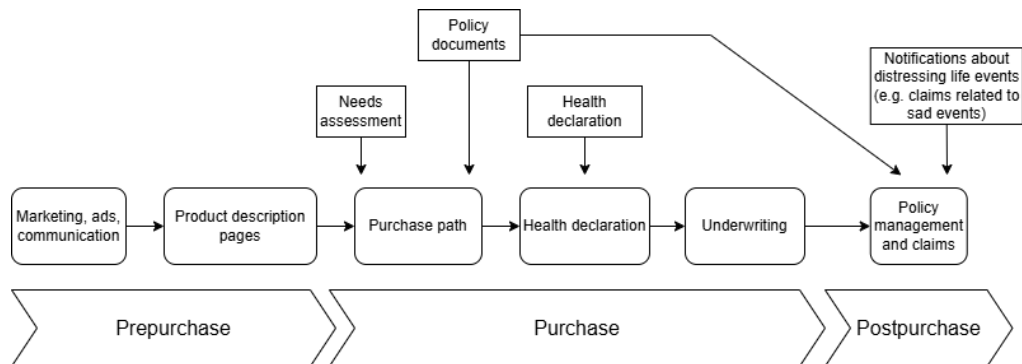 Policy
documents
Notifications about
distressing life events
(e.g. claims related to
sad events)
Needs
assessment
Health
declaration
Marketing, ads,
communication
Product description
pages
Purchase path
Health declaration
Underwriting
Policy
management
and claims
Prepurchase
Purchase
Postpurchase